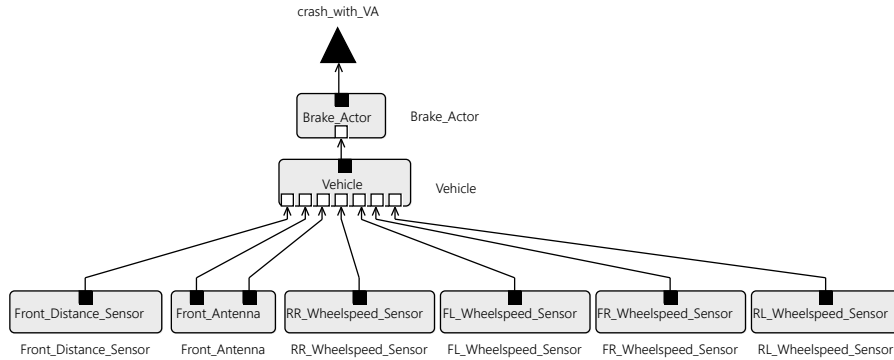 crash_with_VA
Brake_Actor Brake_Actor
Vehicle Vehicle
Front_Distance_Sensor Front_Antenna RR_Wheelspeed_Sensor FL_Wheelspeed_Sensor FR_Wheelspeed_Sensor RL_Wheelspeed_Sensor
Front_Distance_Sensor Front_Antenna RR_Wheelspeed_Sensor FL_Wheelspeed_Sensor FR_Wheelspeed_Sensor RL_Wheelspeed_Sensor